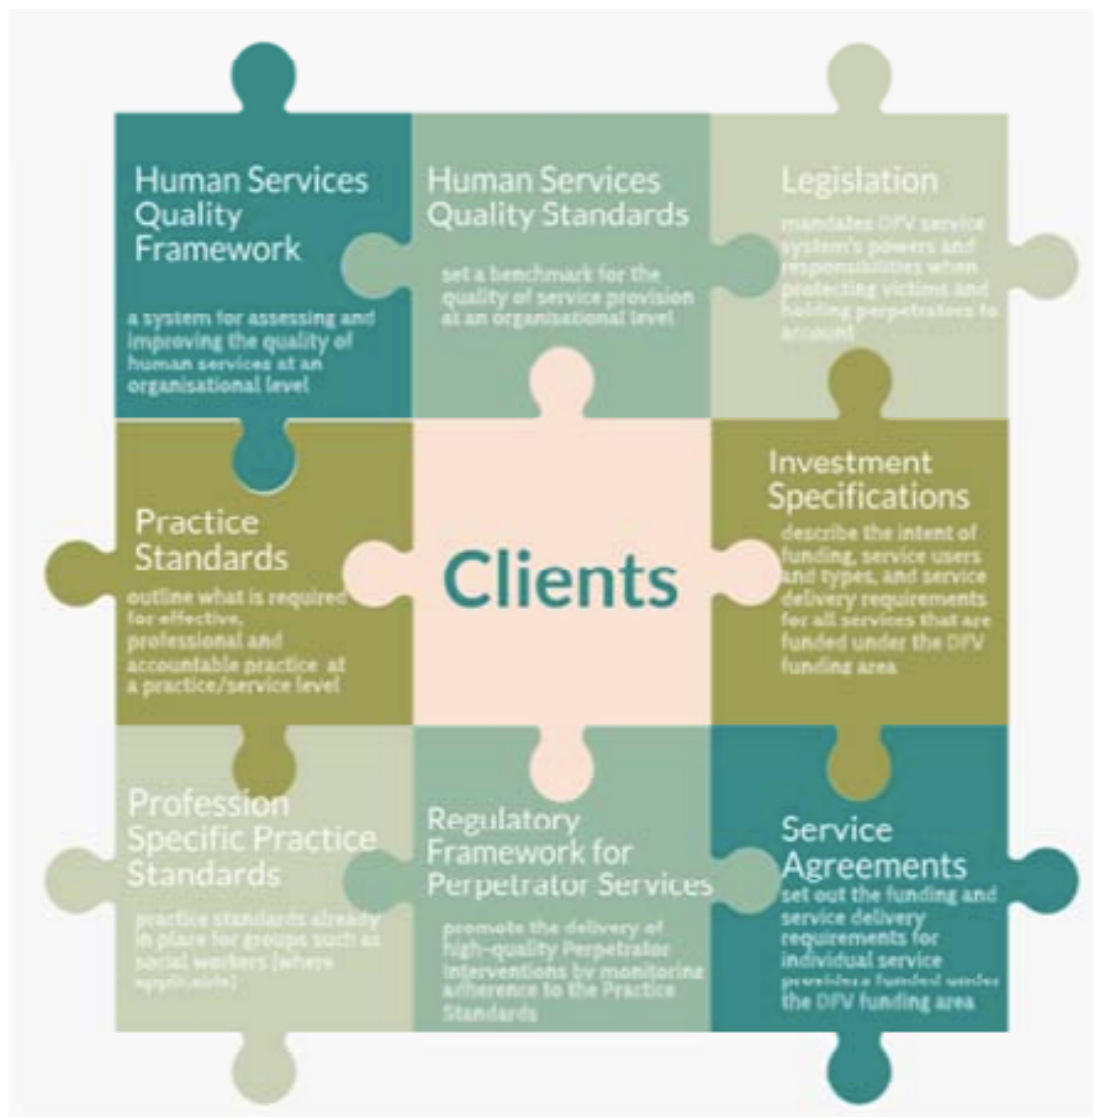 Human Services
Quality
Framework
a system for assessing and
improving the quality of
human services at an
organisational level
Human Services
Quality Standards
set a benchmark for the
quality of service provision
at an organisational level
Legislation
mandates DFV service
system's powers and
responsibilities when
protecting victims and
holding perpetrators to
account
Practice
Standards
outline what is required
for effective,
professional and
accountable practice at
a practice/service level
Clients
Investment
Specifications
describe the intent of
funding, service users
and types, and service
delivery requirements
for all services that are
funded under the DFV
funding area
Profession
Specific Practice
Standards
practice standards already
in place for groups such as
social workers (where
applicable)
Regulatory
Framework for
Perpetrator Services
promote the delivery of
high-quality Perpetrator
interventions by monitoring
adherence to the Practice
Standards
Service
Agreements
set out the funding and
service delivery
requirements for
individual service
providers funded under
the DFV funding area